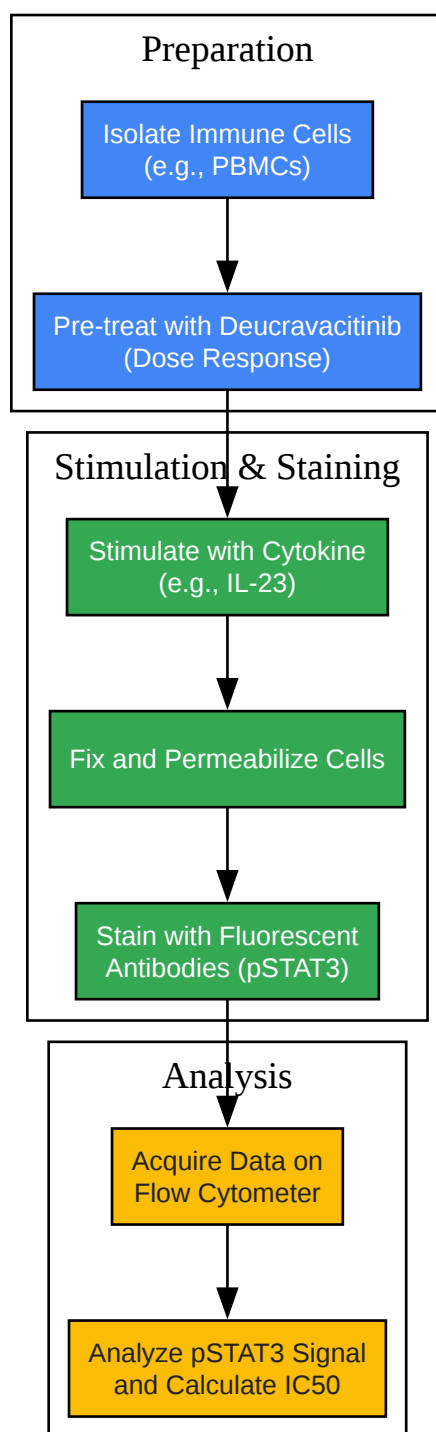 Preparation
Isolate Immune Cells
(e.g., PBMCs)
Pre-treat with Deucravacitinib
(Dose Response)
Stimulation & Staining
Stimulate with Cytokine
(e.g., IL-23)
Fix and Permeabilize Cells
Stain with Fluorescent
Antibodies (pSTAT3)
Analysis
Acquire Data on
Flow Cytometer
Analyze pSTAT3 Signal
and Calculate IC50